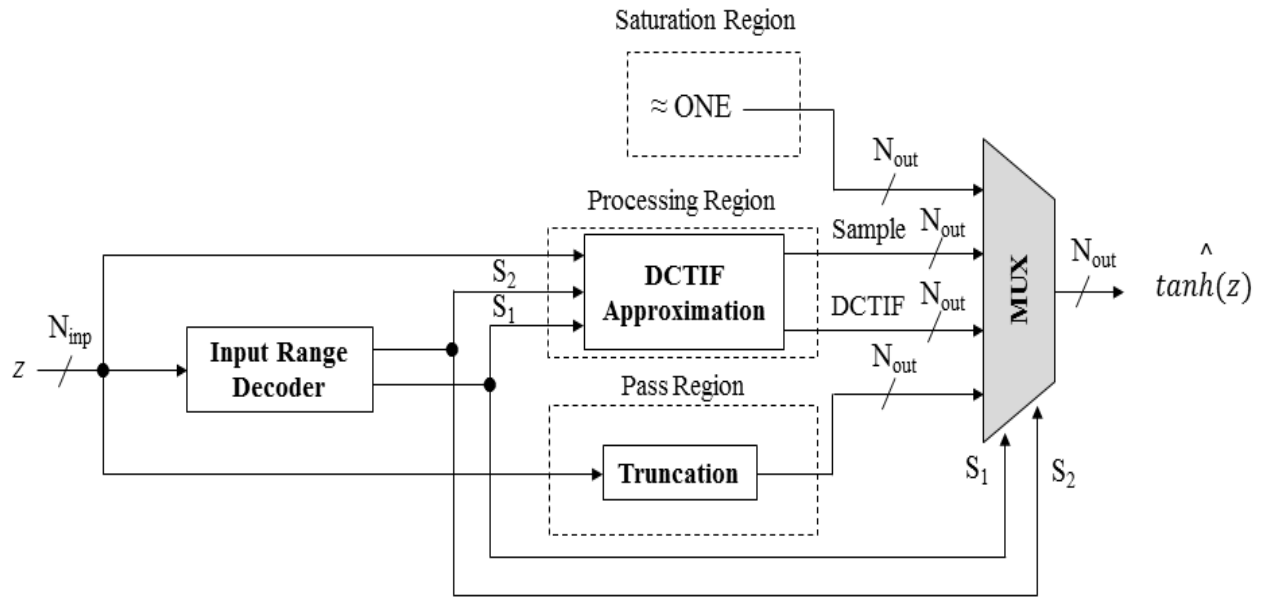 Saturation Region
≈ ONE
N_out
Processing Region
Sample
N_out
S_2
DCTIF
Approximation
S_1
DCTIF
N_out
MUX
N_out
^
tanh(z)
z
N_inp
Input Range
Decoder
Pass Region
N_out
Truncation
S_1
S_2